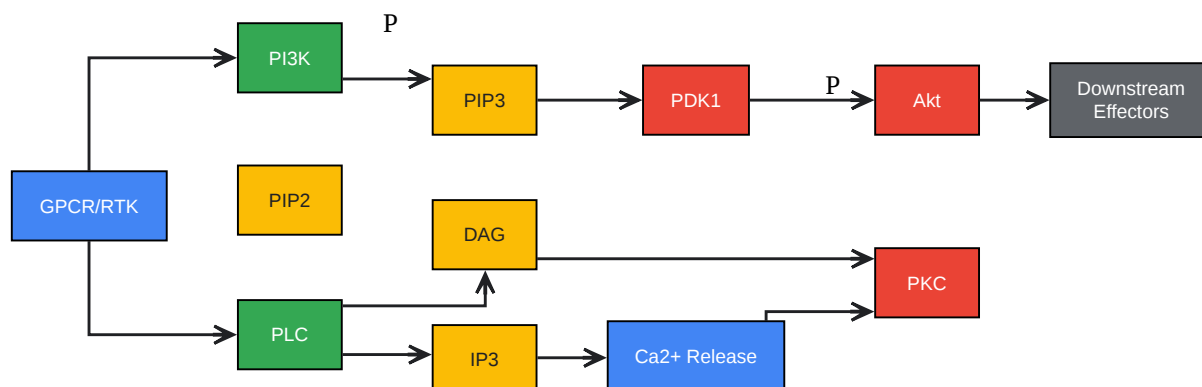 P
PI3K
PIP3
PDK1
P
Akt
Downstream
Effectors
GPCR/RTK
PIP2
DAG
PKC
PLC
IP3
Ca2+ Release